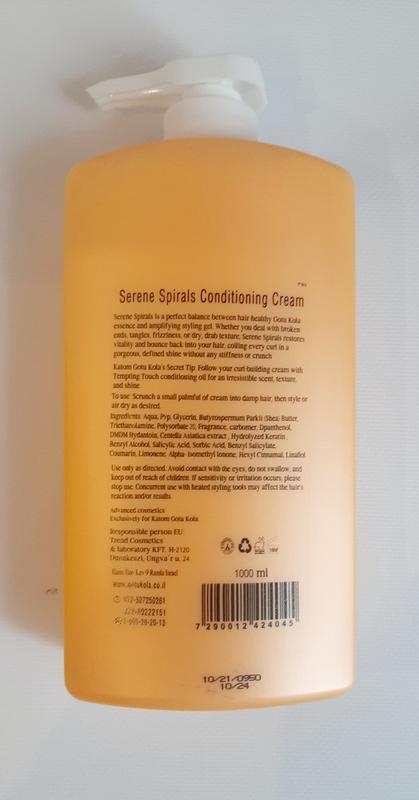 Serene Spirals Conditioning Cream
Serene Spirals is a perfect balance between hair-healthy Gotu Kola
essence and amplifying styling gel. Whether you deal with broken
ends, tangles, frizziness, or dry, drab texture, Serene Spirals restores
vitality and bounce back into your hair, coiling every curl in a
gorgeous, defined shine without any stiffness or crunch
Katom Gotu Kola's Secret Tip: Follow your curl-building cream with
Tempting Touch conditioning oil for an irresistible scent, texture,
and shine.
To use: Scrunch a small palmful of cream into damp hair, then style or
air dry as desired.
Ingredients: Aqua, Pvp, Glycerin, Butyrospermum Parkii (Shea) Butter,
Triethanolamine, Polysorbate 20, Fragrance, carbomer, Dpanthenol,
DMDM Hydantoin, Centella Asiatica extract , Hydrolyzed Keratin ,
Benzyl Alcohol, Salicylic Acid, Sorbic Acid, Benzyl Salicylate,
Coumarin, Limonene, Alpha- Isomethyl Ionone, Hexyl Cinnamal, Linalol.
Use only as directed. Avoid contact with the eyes, do not swallow, and
keep out of reach of children. If sensitivity or irritation occurs, please
stop use. Concurrent use with heated styling tools may affect the hair's
reaction and/or results.
Advanced cosmetics
Exclusively for Katom Gotu Kola.
Responsible person EU
Tzead Cosmetics
& laboratory KFT. H-2120
Dunakeszi, Ungva'r u. 24
Lev 9 Ramla Israel
www.gotukola.co.il
1000 ml
7 290012 424045
10/21/0950
10/24